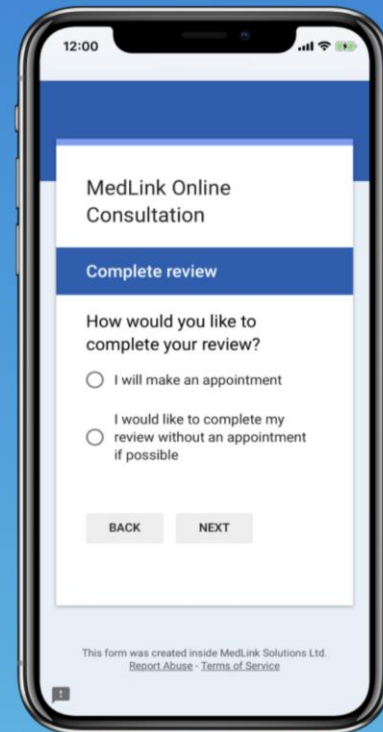 12:00
MedLink Online
Consultation
Complete review
How would you like to
complete your review?
I will make an appointment
I would like to complete my
review without an appointment
if possible
BACK NEXT
This form was created inside MedLink Solutions Ltd.
Report Abuse - Terms of Service